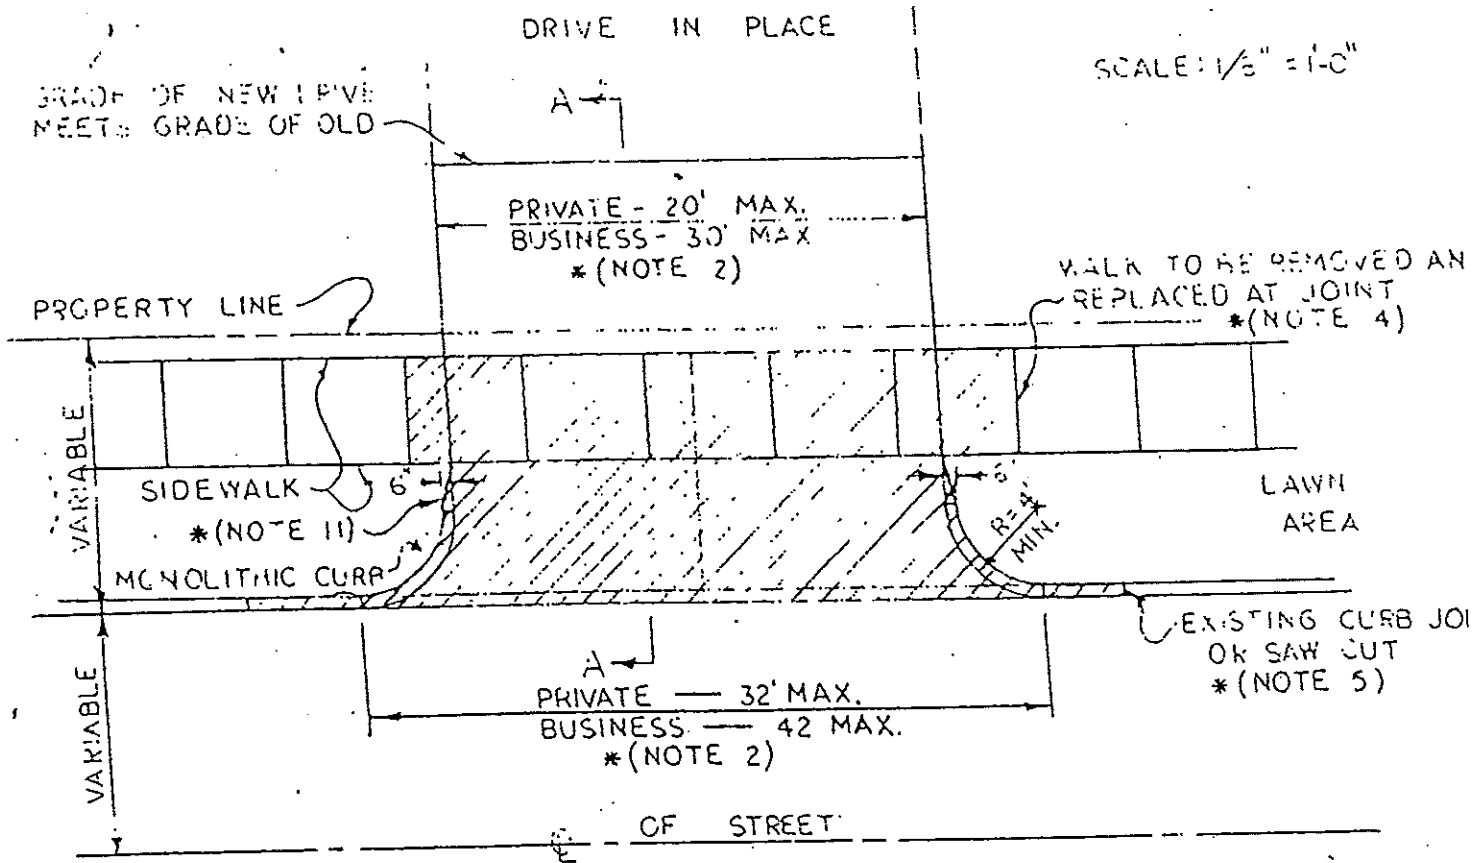 DRIVE IN PLACE
SCALE: 1/8" = 1'-0"
GRADE OF NEW DRIVE
MEETS GRADE OF OLD
A
PRIVATE - 20' MAX.
BUSINESS - 30' MAX
*(NOTE 2)
WALK TO BE REMOVED AN
REPLACED AT JOINT
*(NOTE 4)
PROPERTY LINE
VARIABLE
SIDEWALK
6"
*(NOTE 11)
6"
R=4'
MIN.
LAWN
AREA
MONOLITHIC CURB
EXISTING CURB JOI
OR SAW CUT
*(NOTE 5)
A
PRIVATE — 32' MAX.
BUSINESS — 42 MAX.
*(NOTE 2)
VARIABLE
℄ OF STREET